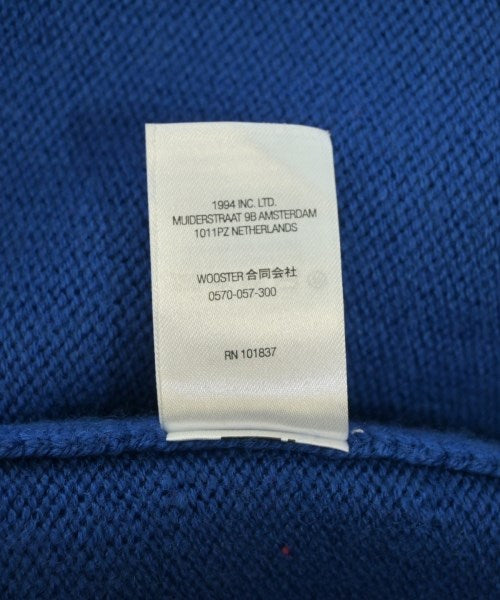 1994 INC. LTD.
MUIDERSTRAAT 9B AMSTERDAM
1011PZ NETHERLANDS
WOOSTER 合同会社
0570-057-300
RN 101837